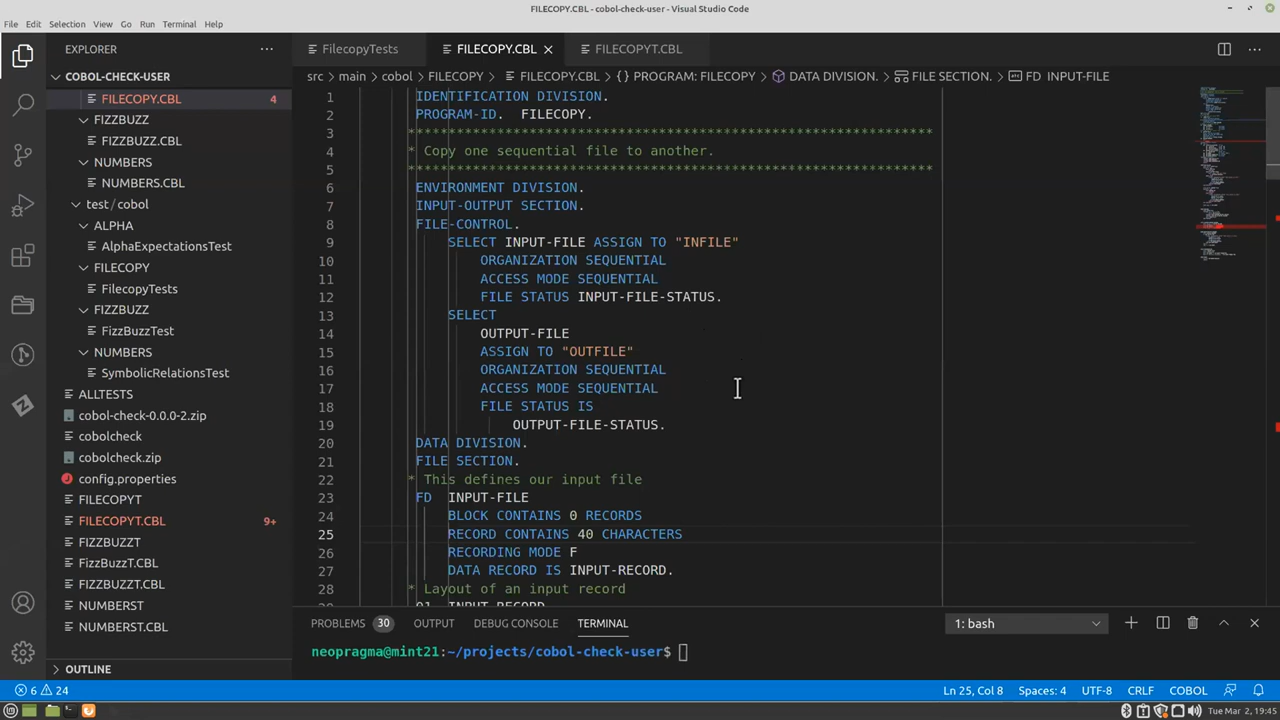 FILECOPY.CBL - cobol-check-user - Visual Studio Code
File Edit Selection View Go Run Terminal Help
EXPLORER
COBOL-CHECK-USER
FILECOPY.CBL 4
FIZZBUZZ
FIZZBUZZ.CBL
NUMBERS
NUMBERS.CBL
test / cobol
ALPHA
AlphaExpectationsTest
FILECOPY
FilecopyTests
FIZZBUZZ
FizzBuzzTest
NUMBERS
SymbolicRelationsTest
ALLTESTS
cobol-check-0.0.0-2.zip
cobolcheck
cobolcheck.zip
config.properties
FILECOPYT
FILECOPYT.CBL 9+
FIZZBUZZT
FizzBuzzT.CBL
FIZZBUZZT.CBL
NUMBERST
NUMBERST.CBL
OUTLINE
FilecopyTests FILECOPY.CBL FILECOPYT.CBL
src main cobol FILECOPY FILECOPY.CBL {} PROGRAM: FILECOPY DATA DIVISION. FILE SECTION. FD INPUT-FILE
1 IDENTIFICATION DIVISION.
2 PROGRAM-ID. FILECOPY.
3 ****************************************************************
4 * Copy one sequential file to another.
5 ****************************************************************
6 ENVIRONMENT DIVISION.
7 INPUT-OUTPUT SECTION.
8 FILE-CONTROL.
9 SELECT INPUT-FILE ASSIGN TO "INFILE"
10 ORGANIZATION SEQUENTIAL
11 ACCESS MODE SEQUENTIAL
12 FILE STATUS INPUT-FILE-STATUS.
13 SELECT
14 OUTPUT-FILE
15 ASSIGN TO "OUTFILE"
16 ORGANIZATION SEQUENTIAL
17 ACCESS MODE SEQUENTIAL
18 FILE STATUS IS
19 OUTPUT-FILE-STATUS.
20 DATA DIVISION.
21 FILE SECTION.
22 * This defines our input file
23 FD INPUT-FILE
24 BLOCK CONTAINS 0 RECORDS
25 RECORD CONTAINS 40 CHARACTERS
26 RECORDING MODE F
27 DATA RECORD IS INPUT-RECORD.
28 * Layout of an input record
29 01 INPUT-RECORD
PROBLEMS 30 OUTPUT DEBUG CONSOLE TERMINAL 1: bash
neopragma@mint21:~/projects/cobol-check-user$
6 24 Ln 25, Col 8 Spaces: 4 UTF-8 CRLF COBOL
Tue Mar 2, 19:45